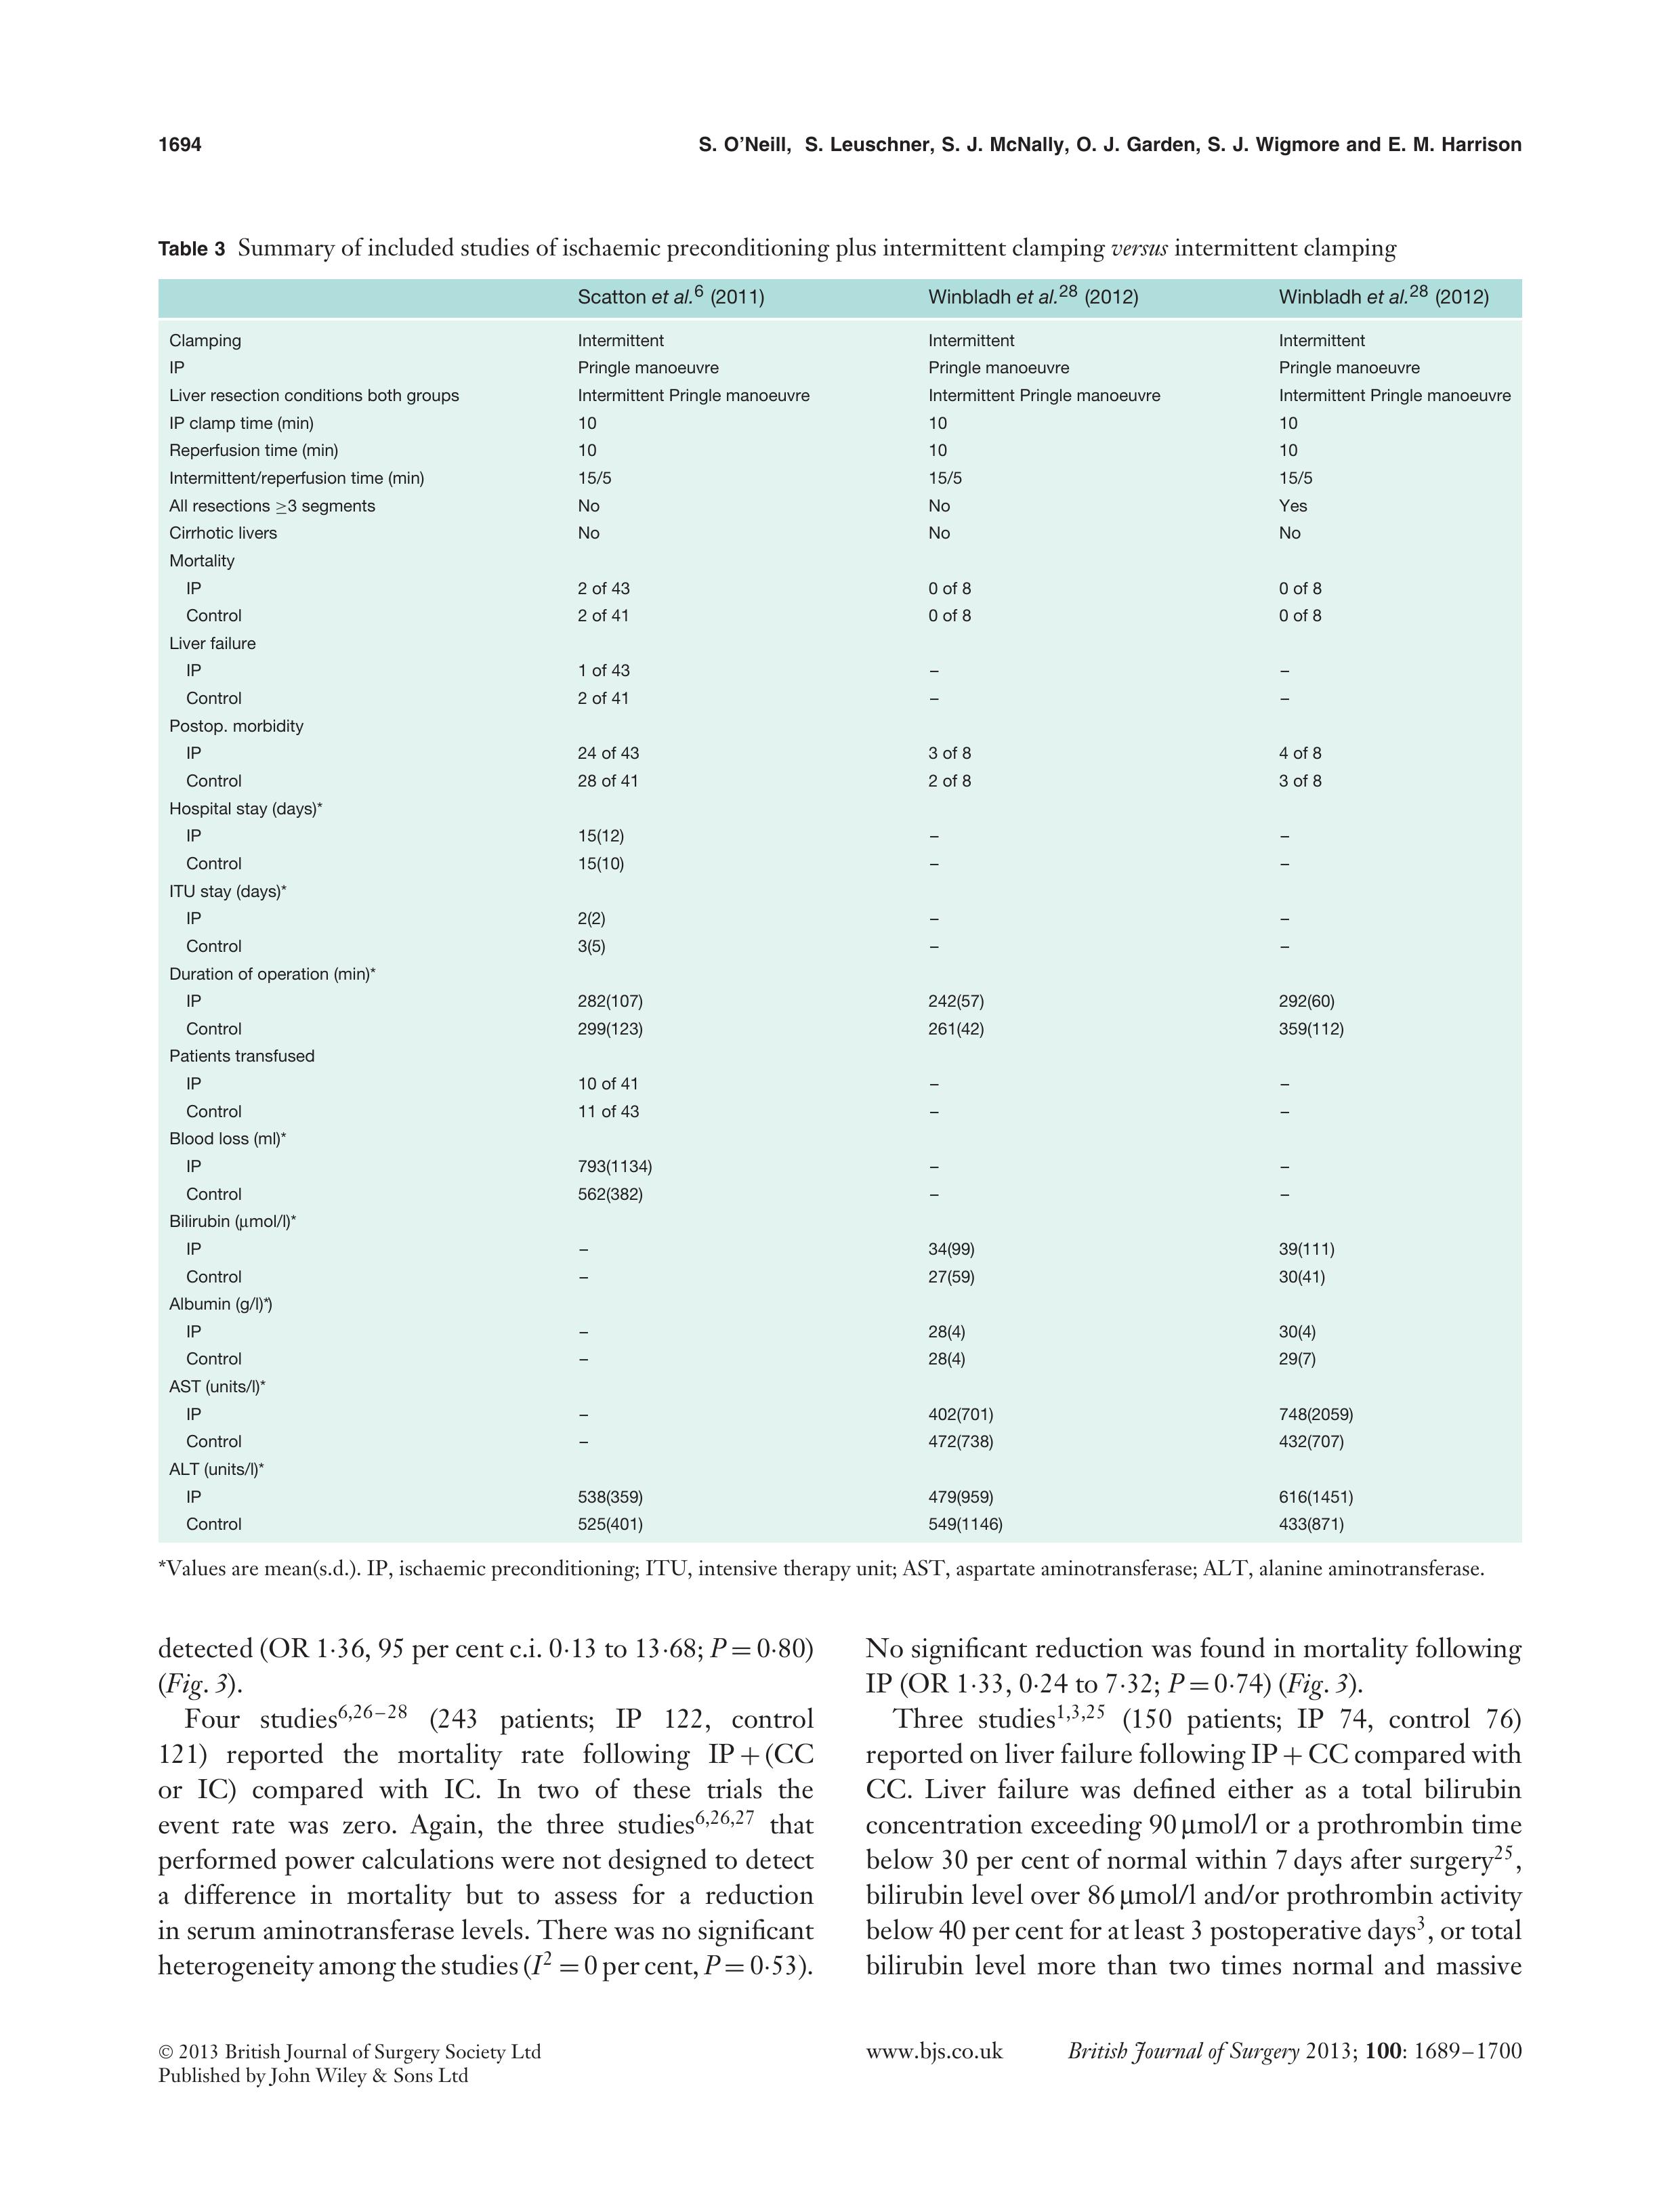 1694
S. O'Neill, S. Leuschner, S. J. McNally, O. J. Garden, S. J. Wigmore and E. M. Harrison
Table 3 Summary of included studies of ischaemic preconditioning plus intermittent clamping versus intermittent clamping
Scatton et al.6 (2011) Winbladh et al.28 (2012) Winbladh et al.28 (2012)
Clamping Intermittent Intermittent Intermittent
IP Pringle manoeuvre Pringle manoeuvre Pringle manoeuvre
Liver resection conditions both groups Intermittent Pringle manoeuvre Intermittent Pringle manoeuvre Intermittent Pringle manoeuvre
IP clamp time (min) 10 10 10
Reperfusion time (min) 10 10 10
Intermittent/reperfusion time (min) 15/5 15/5 15/5
All resections ≥3 segments No No Yes
Cirrhotic livers No No No
Mortality
IP 2 of 43 0 of 8 0 of 8
Control 2 of 41 0 of 8 0 of 8
Liver failure
IP 1 of 43 – –
Control 2 of 41 – –
Postop. morbidity
IP 24 of 43 3 of 8 4 of 8
Control 28 of 41 2 of 8 3 of 8
Hospital stay (days)*
IP 15(12) – –
Control 15(10) – –
ITU stay (days)*
IP 2(2) – –
Control 3(5) – –
Duration of operation (min)*
IP 282(107) 242(57) 292(60)
Control 299(123) 261(42) 359(112)
Patients transfused
IP 10 of 41 – –
Control 11 of 43 – –
Blood loss (ml)*
IP 793(1134) – –
Control 562(382) – –
Bilirubin (μmol/l)*
IP – 34(99) 39(111)
Control – 27(59) 30(41)
Albumin (g/l)*)
IP – 28(4) 30(4)
Control – 28(4) 29(7)
AST (units/l)*
IP – 402(701) 748(2059)
Control – 472(738) 432(707)
ALT (units/l)*
IP 538(359) 479(959) 616(1451)
Control 525(401) 549(1146) 433(871)
*Values are mean(s.d.). IP, ischaemic preconditioning; ITU, intensive therapy unit; AST, aspartate aminotransferase; ALT, alanine aminotransferase.
detected (OR 1·36, 95 per cent c.i. 0·13 to 13·68; P = 0·80)
(Fig. 3).
Four studies6,26–28 (243 patients; IP 122, control
121) reported the mortality rate following IP + (CC
or IC) compared with IC. In two of these trials the
event rate was zero. Again, the three studies6,26,27 that
performed power calculations were not designed to detect
a difference in mortality but to assess for a reduction
in serum aminotransferase levels. There was no significant
heterogeneity among the studies (I2 = 0 per cent, P = 0·53).
No significant reduction was found in mortality following
IP (OR 1·33, 0·24 to 7·32; P = 0·74) (Fig. 3).
Three studies1,3,25 (150 patients; IP 74, control 76)
reported on liver failure following IP + CC compared with
CC. Liver failure was defined either as a total bilirubin
concentration exceeding 90 μmol/l or a prothrombin time
below 30 per cent of normal within 7 days after surgery25,
bilirubin level over 86 μmol/l and/or prothrombin activity
below 40 per cent for at least 3 postoperative days3, or total
bilirubin level more than two times normal and massive
© 2013 British Journal of Surgery Society Ltd
Published by John Wiley & Sons Ltd
www.bjs.co.uk
British Journal of Surgery 2013; 100: 1689–1700